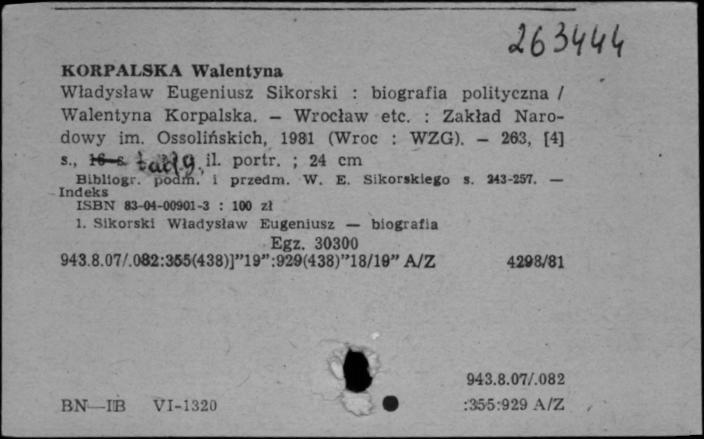 263444
KORPALSKA Walentyna
Władysław Eugeniusz Sikorski : biografia polityczna /
Walentyna Korpalska. — Wrocław etc. : Zakład Naro-
dowy im. Ossolińskich, 1981 (Wroc : WZG). — 263, [4]
s., 16 s. tabl., il. portr. ; 24 cm
Bibliogr. podm. i przedm. W. E. Sikorskiego s. 243-257. —
Indeks
ISBN 83-04-00901-3 : 100 zł
1. Sikorski Władysław Eugeniusz — biografia
Egz. 30300
943.8.07/.082:355(438)]"19":929(438)"18/19" A/Z 4298/81
943.8.07/.082
BN—IB VI-1320 :355:929 A/Z